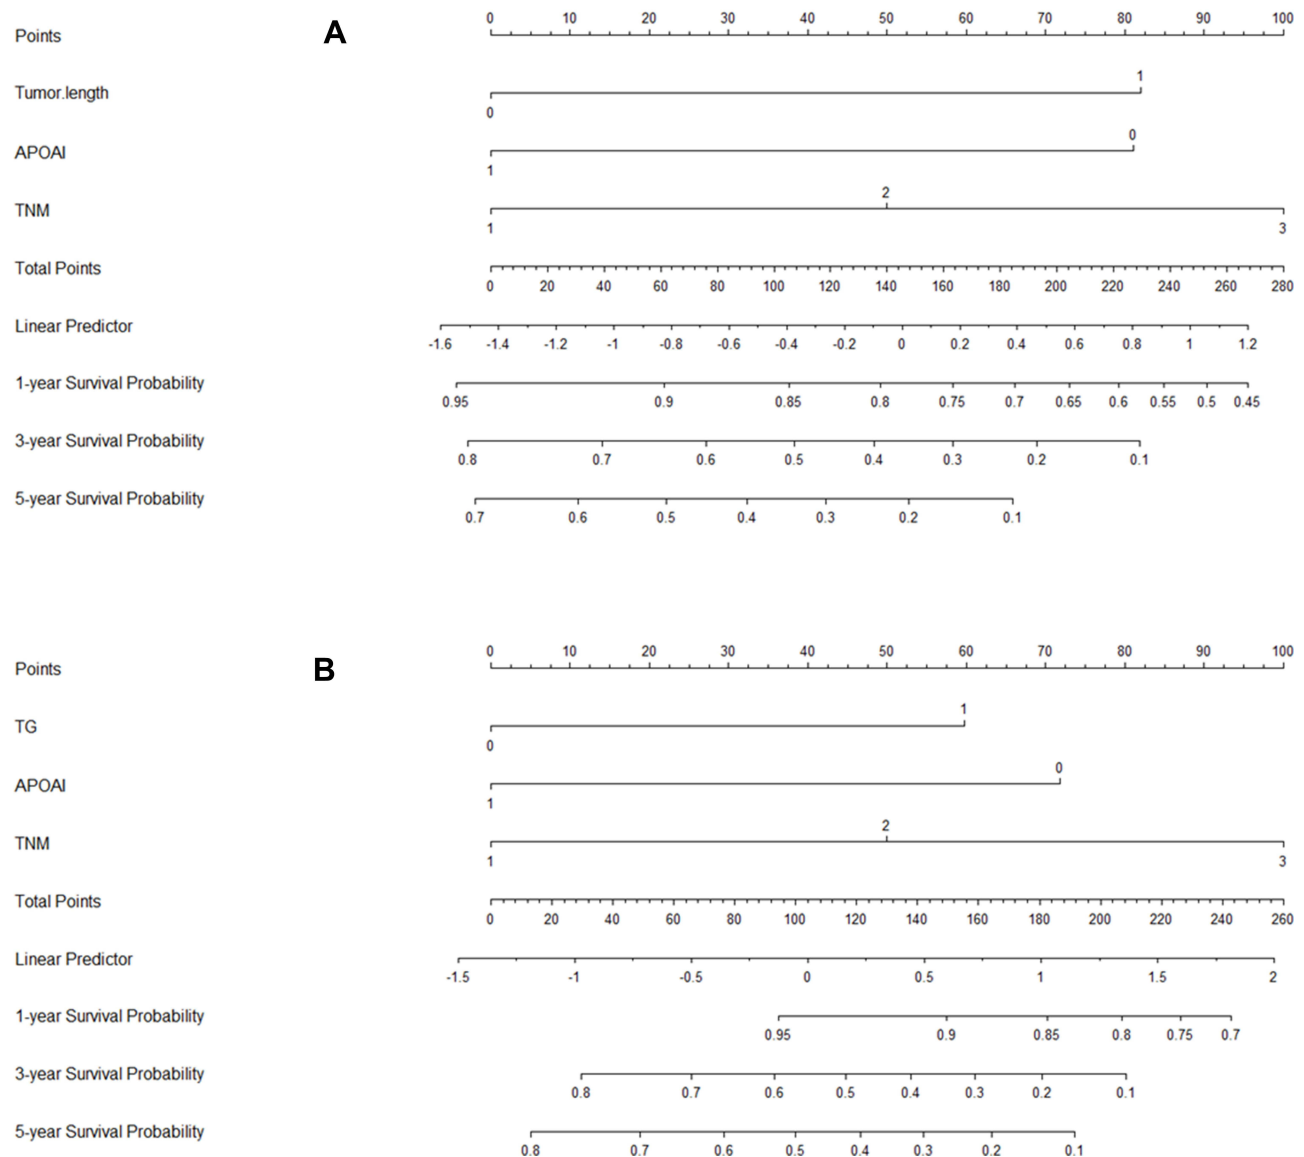 A
Points 0 10 20 30 40 50 60 70 80 90 100
Tumor.length 0 1
APOAI 1 0
TNM 1 2 3
Total Points 0 20 40 60 80 100 120 140 160 180 200 220 240 260 280
Linear Predictor -1.6 -1.4 -1.2 -1 -0.8 -0.6 -0.4 -0.2 0 0.2 0.4 0.6 0.8 1 1.2
1-year Survival Probability 0.95 0.9 0.85 0.8 0.75 0.7 0.65 0.6 0.55 0.5 0.45
3-year Survival Probability 0.8 0.7 0.6 0.5 0.4 0.3 0.2 0.1
5-year Survival Probability 0.7 0.6 0.5 0.4 0.3 0.2 0.1
B
Points 0 10 20 30 40 50 60 70 80 90 100
TG 0 1
APOAI 1 0
TNM 1 2 3
Total Points 0 20 40 60 80 100 120 140 160 180 200 220 240 260
Linear Predictor -1.5 -1 -0.5 0 0.5 1 1.5 2
1-year Survival Probability 0.95 0.9 0.85 0.8 0.75 0.7
3-year Survival Probability 0.8 0.7 0.6 0.5 0.4 0.3 0.2 0.1
5-year Survival Probability 0.8 0.7 0.6 0.5 0.4 0.3 0.2 0.1